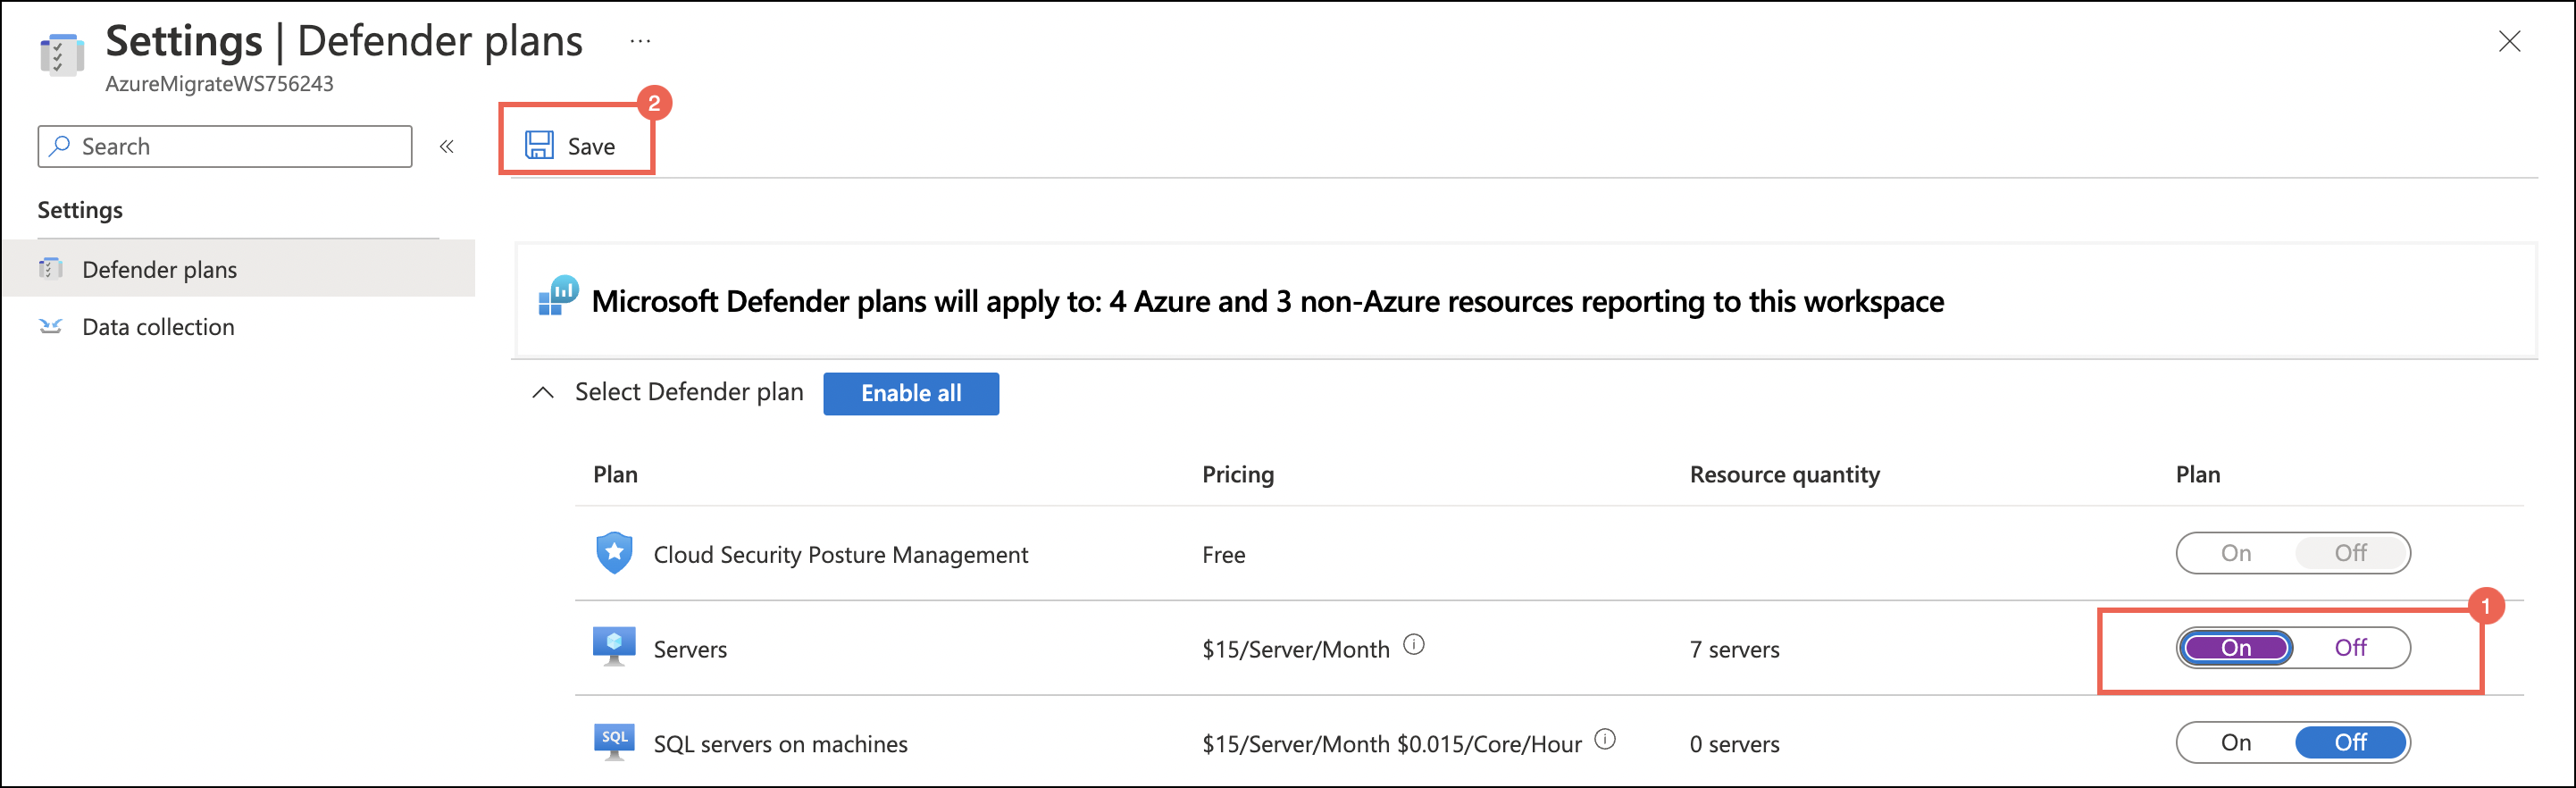 Settings | Defender plans ...
AzureMigrateWS756243
2
Search «
Save
Settings
Defender plans
Data collection
Microsoft Defender plans will apply to: 4 Azure and 3 non-Azure resources reporting to this workspace
Select Defender plan Enable all
Plan Pricing Resource quantity Plan
Cloud Security Posture Management Free On Off
1
Servers $15/Server/Month 7 servers On Off
SQL SQL servers on machines $15/Server/Month $0.015/Core/Hour 0 servers On Off